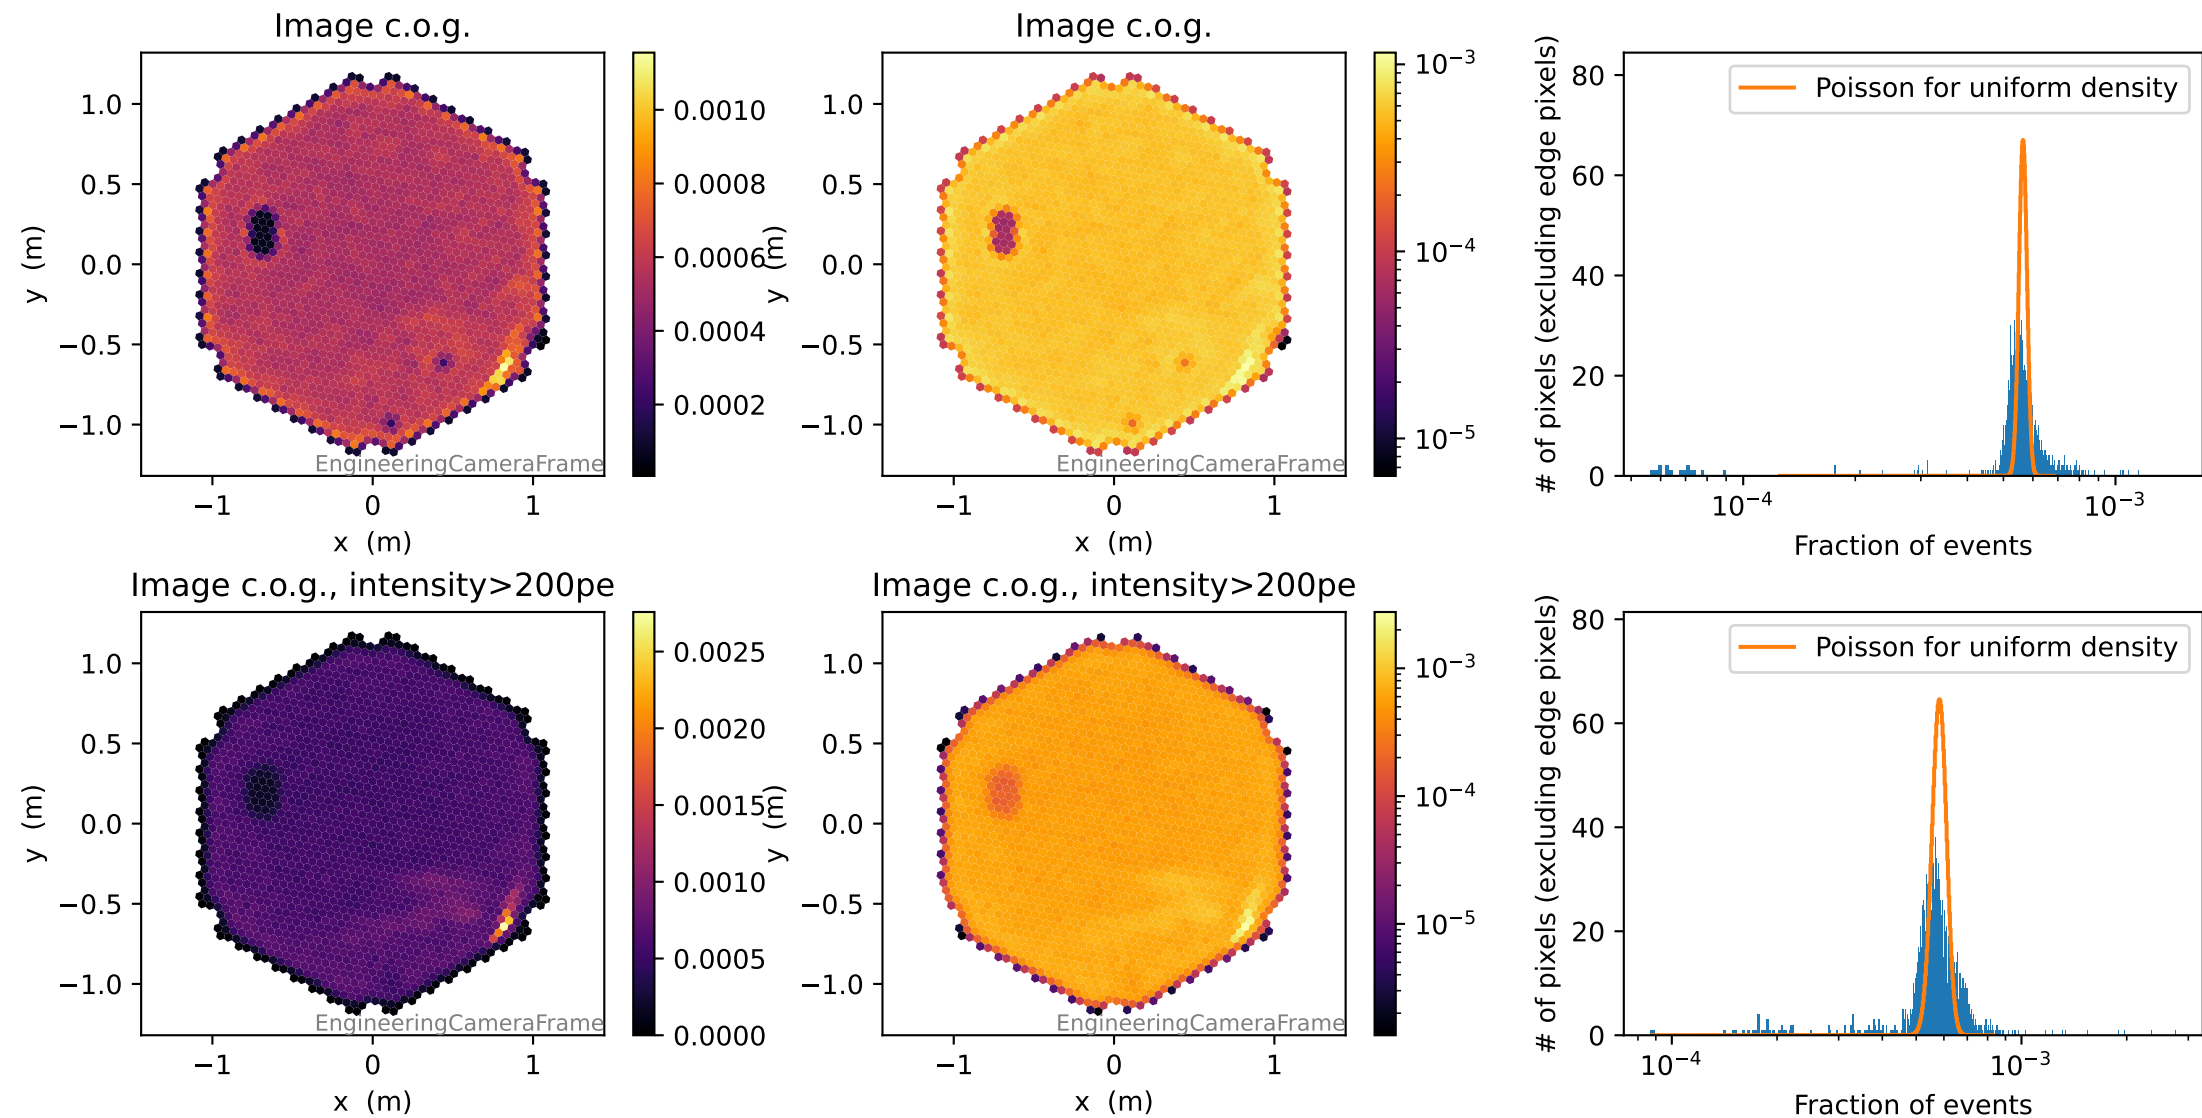 Image c.o.g.
1.0
0.5
0.0
−0.5
−1.0
y (m)
−1
0
1
x (m)
EngineeringCameraFrame
0.0010
0.0008
0.0006
0.0004
0.0002
Image c.o.g.
1.0
0.5
0.0
−0.5
−1.0
y (m)
−1
0
1
x (m)
EngineeringCameraFrame
10⁻³
10⁻⁴
10⁻⁵
80
60
40
20
0
# of pixels (excluding edge pixels)
Poisson for uniform density
10⁻⁴
10⁻³
Fraction of events
Image c.o.g., intensity>200pe
1.0
0.5
0.0
−0.5
−1.0
y (m)
−1
0
1
x (m)
EngineeringCameraFrame
0.0025
0.0020
0.0015
0.0010
0.0005
0.0000
Image c.o.g., intensity>200pe
1.0
0.5
0.0
−0.5
−1.0
y (m)
−1
0
1
x (m)
EngineeringCameraFrame
10⁻³
10⁻⁴
10⁻⁵
80
60
40
20
0
# of pixels (excluding edge pixels)
Poisson for uniform density
10⁻⁴
10⁻³
Fraction of events